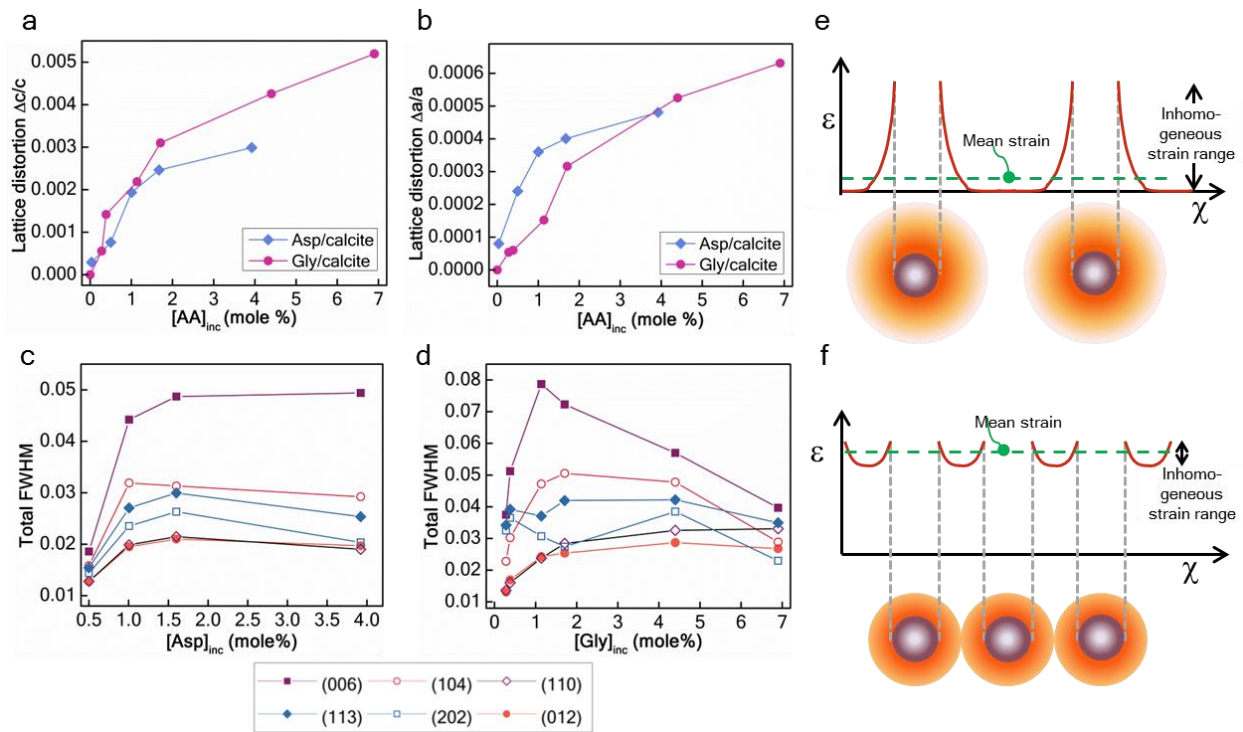 a
Lattice distortion Δc/c
0.005
0.004
0.003
0.002
0.001
0.000
Asp/calcite
Gly/calcite
0 1 2 3 4 5 6 7
[AA]inc (mole %)
b
Lattice distortion Δa/a
0.0006
0.0005
0.0004
0.0003
0.0002
0.0001
0.0000
Asp/calcite
Gly/calcite
0 1 2 3 4 5 6 7
[AA]inc (mole %)
e
ε
Mean strain
Inhomo-
geneous
strain range
χ
c
Total FWHM
0.05
0.04
0.03
0.02
0.01
0.5 1.0 1.5 2.0 2.5 3.0 3.5 4.0
[Asp]inc (mole%)
d
Total FWHM
0.08
0.07
0.06
0.05
0.04
0.03
0.02
0.01
0 1 2 3 4 5 6 7
[Gly]inc (mole%)
f
ε
Mean strain
Inhomo-
geneous
strain range
χ
(006) (104) (110)
(113) (202) (012)